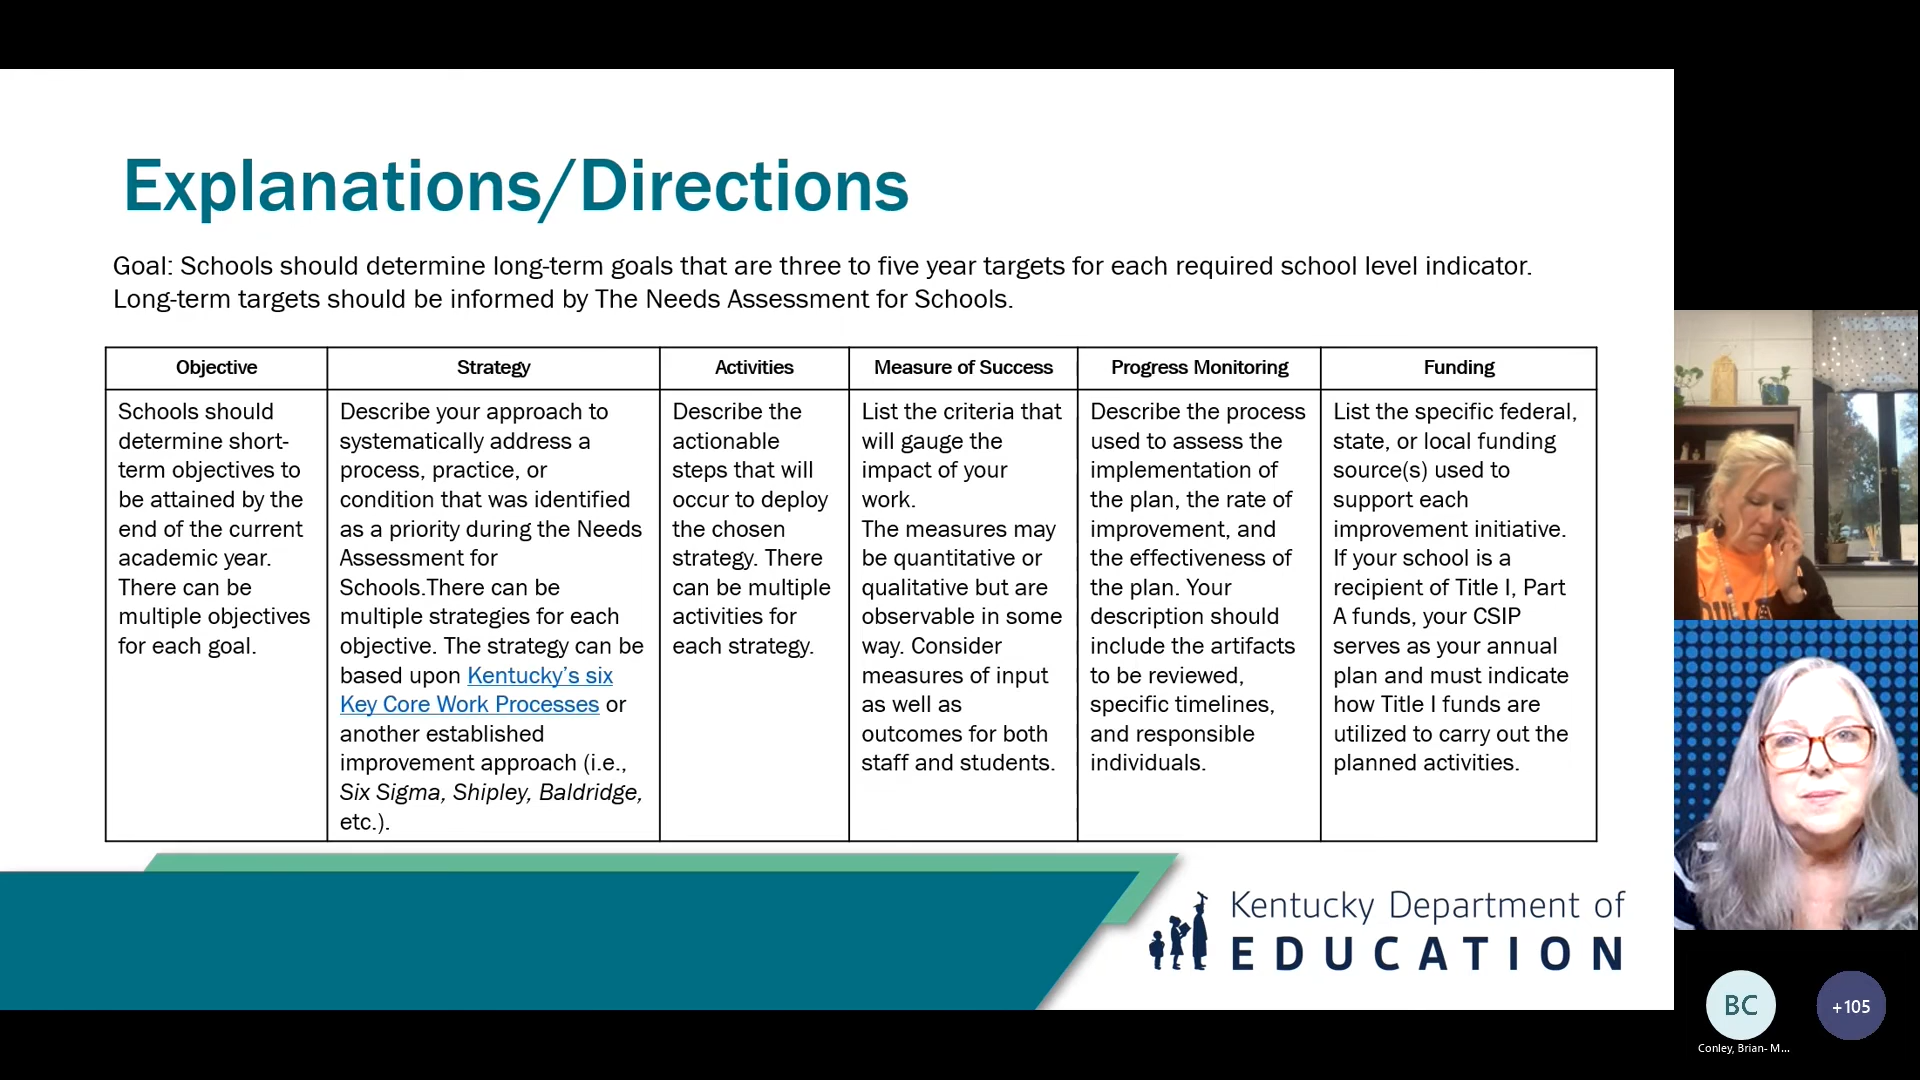 Explanations/Directions
Goal: Schools should determine long-term goals that are three to five year targets for each required school level indicator.
Long-term targets should be informed by The Needs Assessment for Schools.
Objective
Schools should
determine short-
term objectives to
be attained by the
end of the current
academic year.
There can be
multiple objectives
for each goal.
Strategy
Describe your approach to
systematically address a
process, practice, or
condition that was identified
as a priority during the Needs
Assessment for
Schools.There can be
multiple strategies for each
objective. The strategy can be
based upon Kentucky’s six
Key Core Work Processes or
another established
improvement approach (i.e.,
Six Sigma, Shipley, Baldridge,
etc.).
Activities
Describe the
actionable
steps that will
occur to deploy
the chosen
strategy. There
can be multiple
activities for
each strategy.
Measure of Success
List the criteria that
will gauge the
impact of your
work.
The measures may
be quantitative or
qualitative but are
observable in some
way. Consider
measures of input
as well as
outcomes for both
staff and students.
Progress Monitoring
Describe the process
used to assess the
implementation of
the plan, the rate of
improvement, and
the effectiveness of
the plan. Your
description should
include the artifacts
to be reviewed,
specific timelines,
and responsible
individuals.
Funding
List the specific federal,
state, or local funding
source(s) used to
support each
improvement initiative.
If your school is a
recipient of Title I, Part
A funds, your CSIP
serves as your annual
plan and must indicate
how Title I funds are
utilized to carry out the
planned activities.
Kentucky Department of
EDUCATION
BC
+105
Conley, Brian- M...